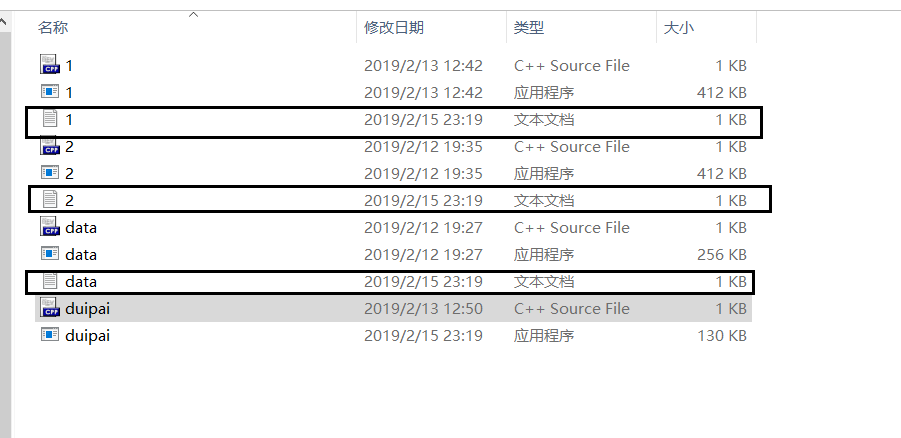 名称 修改日期 类型 大小
1 2019/2/13 12:42 C++ Source File 1 KB
1 2019/2/13 12:42 应用程序 412 KB
1 2019/2/15 23:19 文本文档 1 KB
2 2019/2/12 19:35 C++ Source File 1 KB
2 2019/2/12 19:35 应用程序 412 KB
2 2019/2/15 23:19 文本文档 1 KB
data 2019/2/12 19:27 C++ Source File 1 KB
data 2019/2/12 19:27 应用程序 256 KB
data 2019/2/15 23:19 文本文档 1 KB
duipai 2019/2/13 12:50 C++ Source File 1 KB
duipai 2019/2/15 23:19 应用程序 130 KB